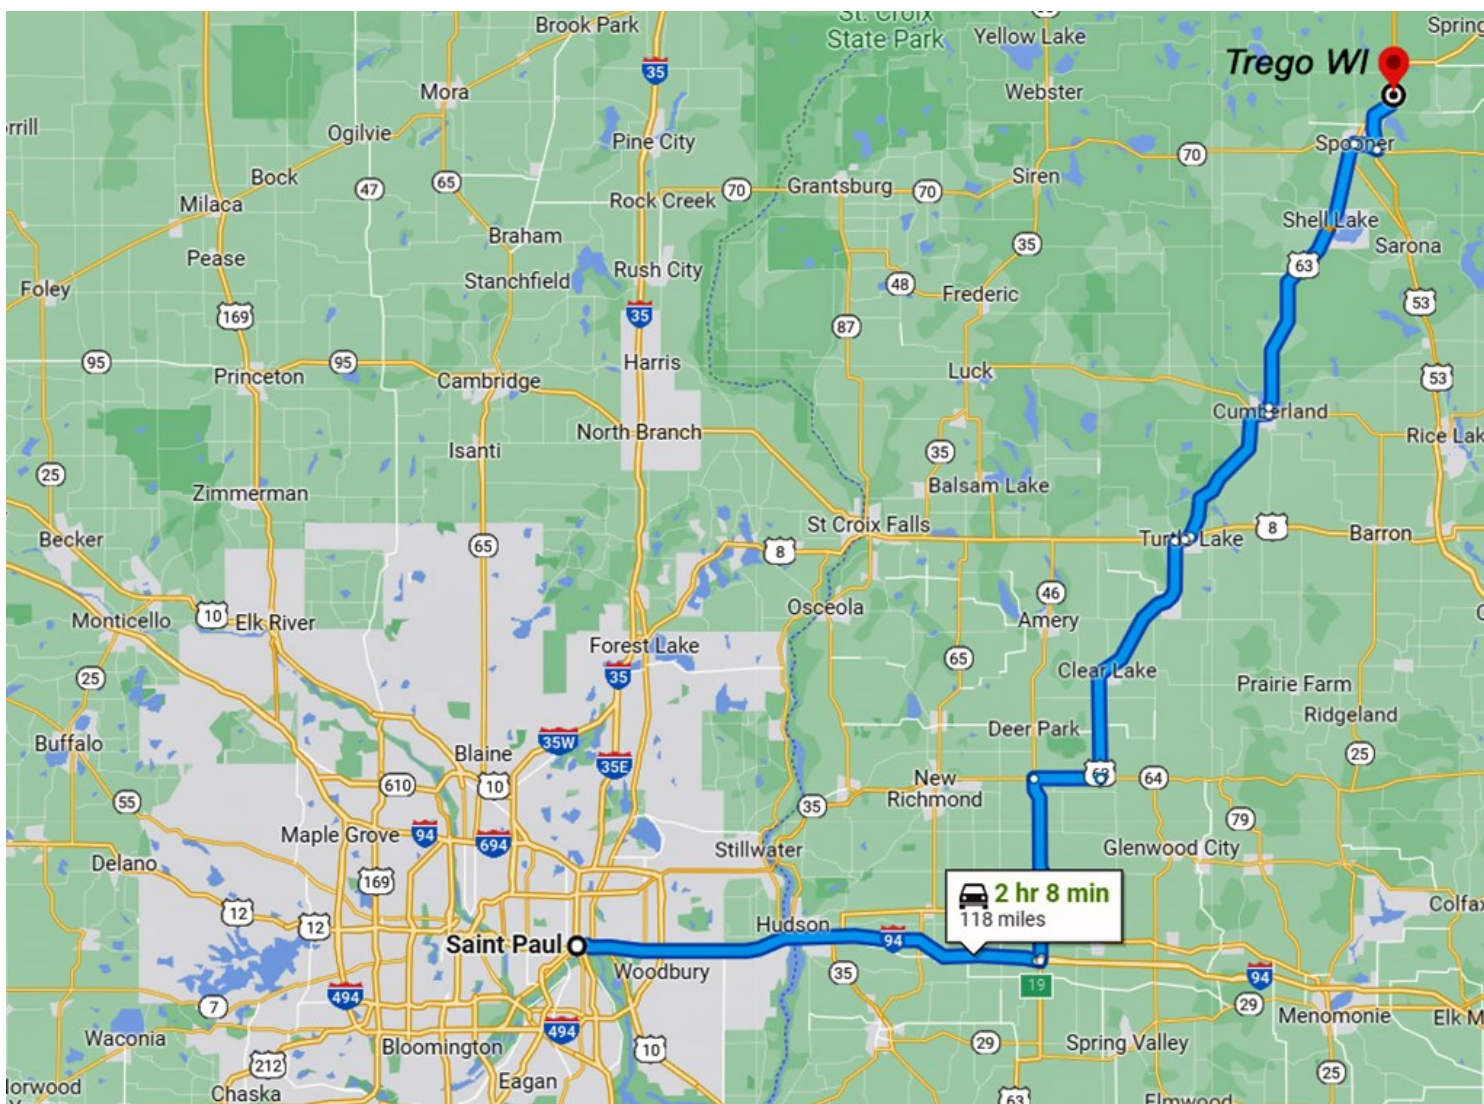 Brook Park
St. Croix
State Park
Yellow Lake
Spring
35
Trego WI
Mora
Webster
Ogilvie
Pine City
Spooner
70
Bock
47
65
Siren
Milaca
Rock Creek
70
Grantsburg
70
Shell Lake
Braham
35
Sarona
Pease
Rush City
63
Foley
Stanchfield
48
Frederic
53
169
35
87
95
95
Harris
Luck
53
Princeton
Cambridge
Cumberland
North Branch
Rice Lak
Isanti
35
25
Balsam Lake
Zimmerman
St Croix Falls
8
Becker
65
8
Turtle Lake
Barron
46
10
Osceola
Monticello
Elk River
Amery
Forest Lake
65
25
35
Clear Lake
Prairie Farm
Ridgeland
Deer Park
Buffalo
35W
Blaine
25
35E
610
10
New
Richmond
63
64
55
35
79
Maple Grove
94
694
Stillwater
Glenwood City
Delano
169
2 hr 8 min
118 miles
12
12
Hudson
Colfax
Saint Paul
94
Woodbury
35
94
494
19
7
29
Menomonie
Elk M
Waconia
494
29
Bloomington
10
Spring Valley
212
Eagan
25
Chaska
63
Elmwood